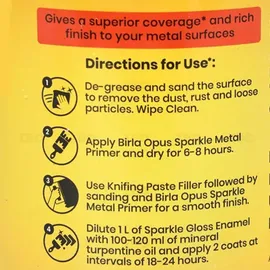 Gives a superior coverage* and rich
finish to your metal surfaces
Directions for Use*:
1
De-grease and sand the surface
to remove the dust, rust and loose
particles. Wipe Clean.
2
Apply Birla Opus Sparkle Metal
Primer and dry for 6-8 hours.
3
Use Knifing Paste Filler followed by
sanding and Birla Opus Sparkle
Metal Primer for a smooth finish.
4
Dilute 1 L of Sparkle Gloss Enamel
with 100-120 ml of mineral
turpentine oil and apply 2 coats at
intervals of 18-24 hours.